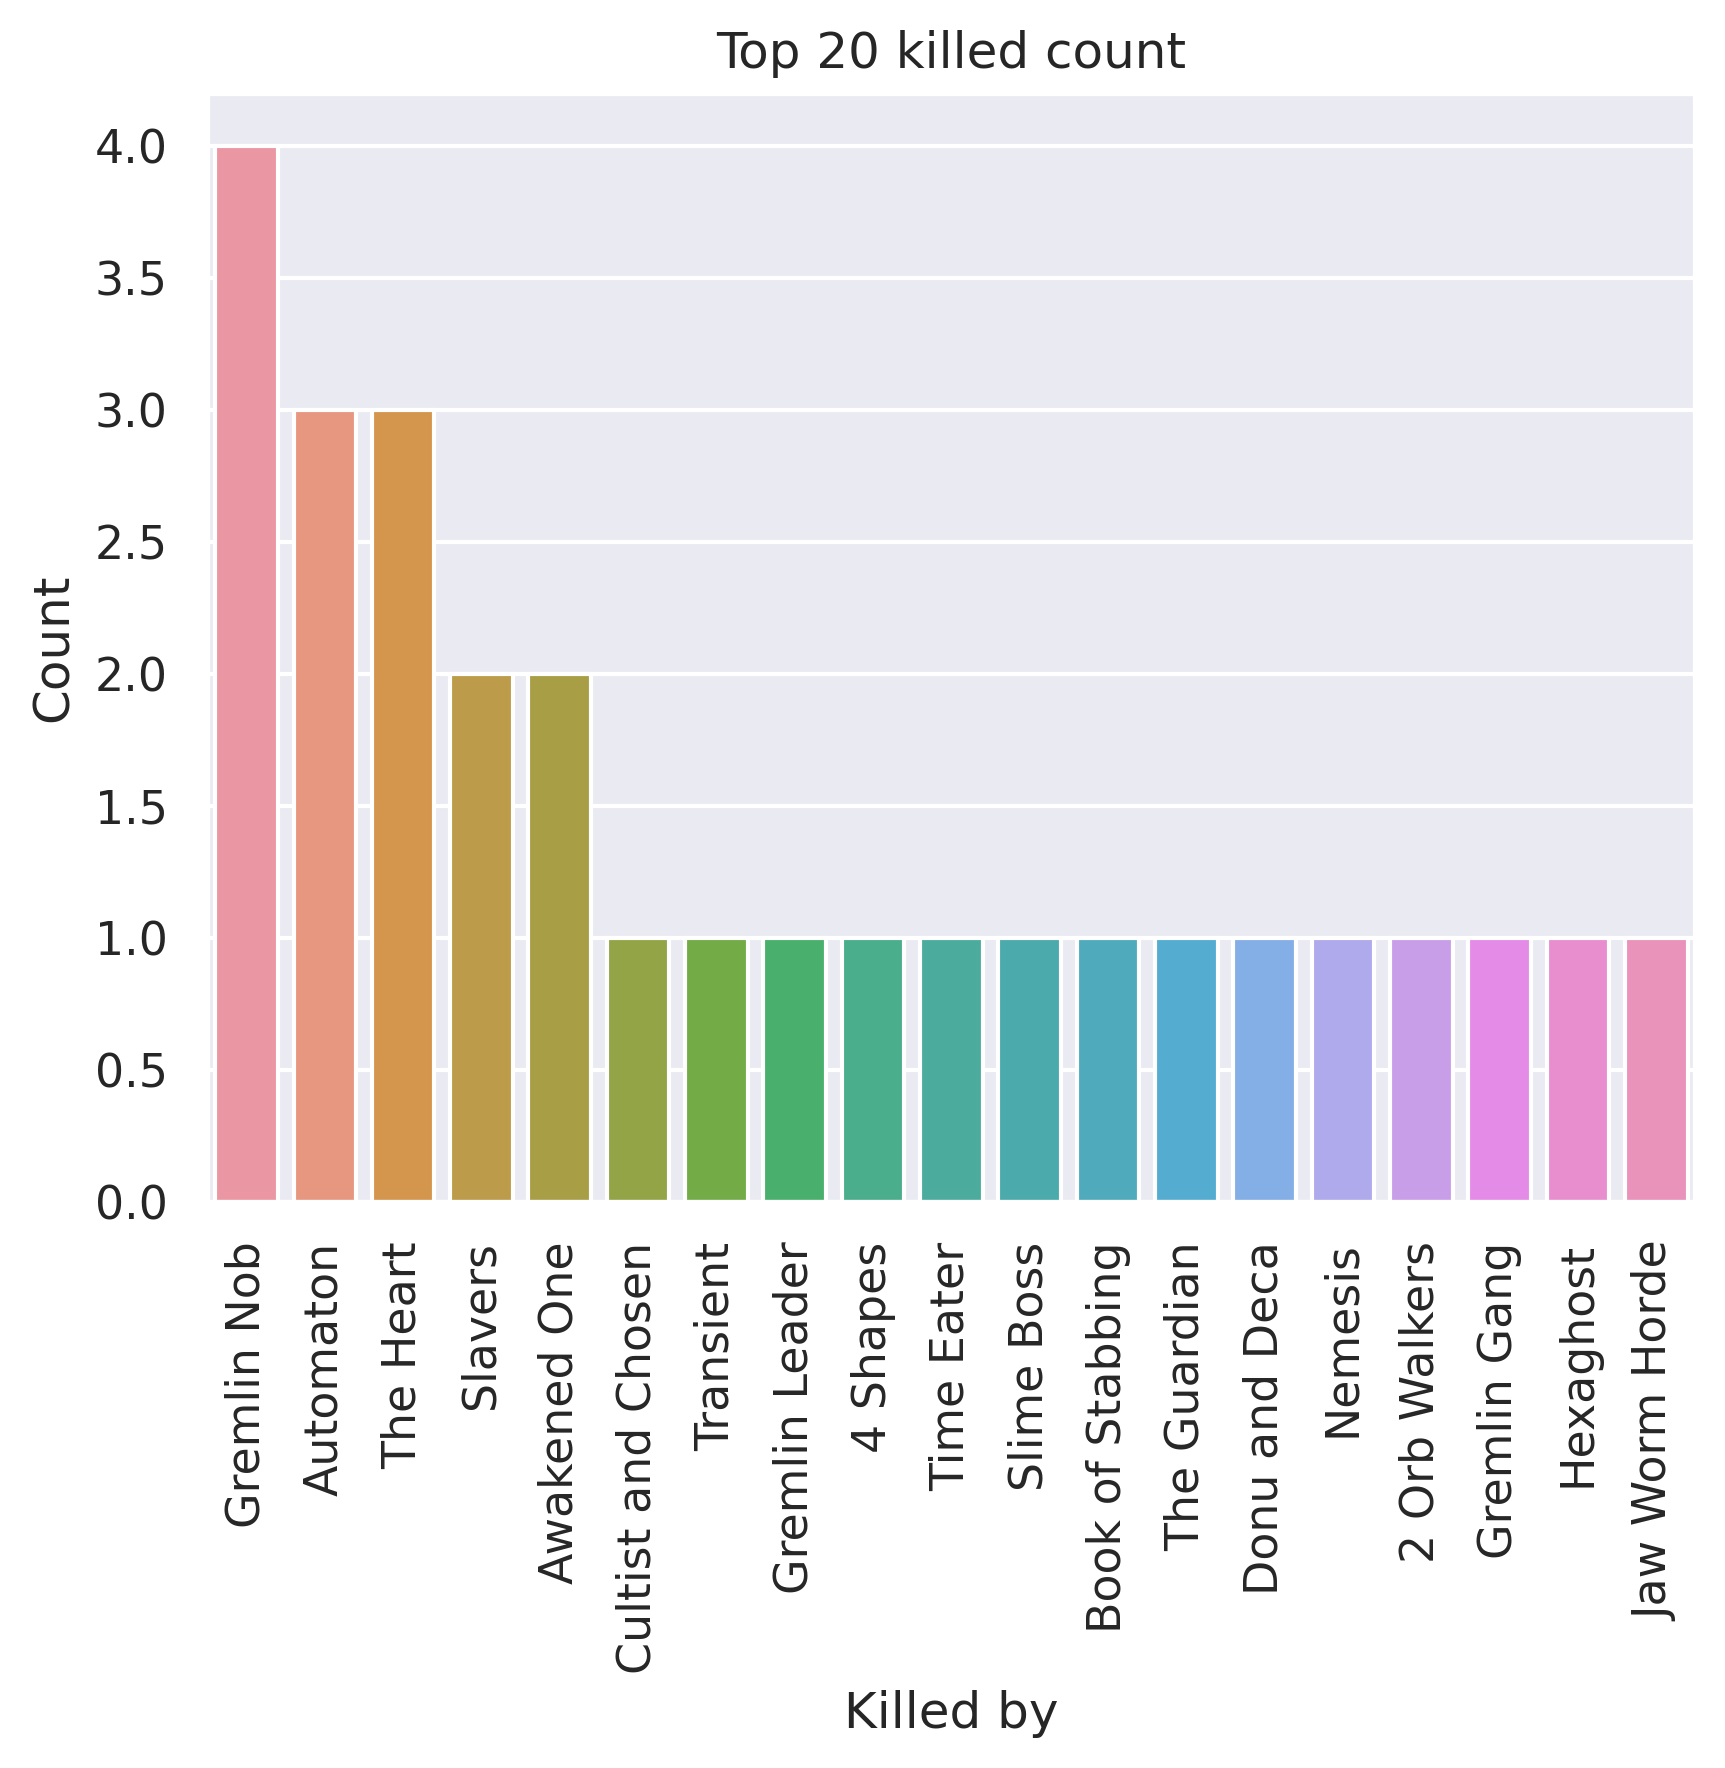 Top 20 killed count
4.0
3.5
3.0
2.5
2.0
1.5
1.0
0.5
0.0
Count
Gremlin Nob
Automaton
The Heart
Slavers
Awakened One
Cultist and Chosen
Transient
Gremlin Leader
4 Shapes
Time Eater
Slime Boss
Book of Stabbing
The Guardian
Donu and Deca
Nemesis
2 Orb Walkers
Gremlin Gang
Hexaghost
Jaw Worm Horde
Killed by